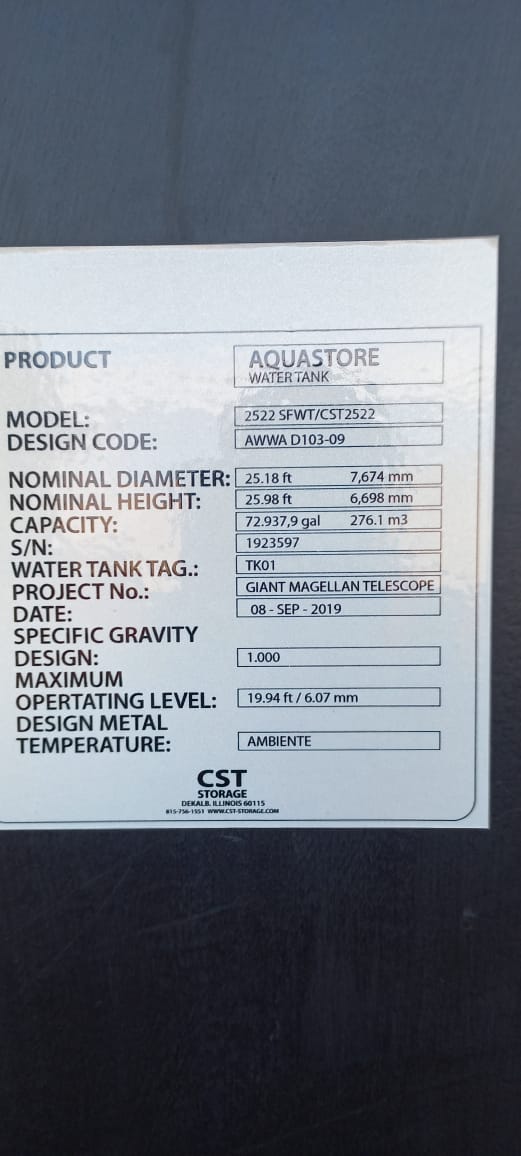 PRODUCT AQUASTORE
WATER TANK
MODEL: 2522 SFWT/CST2522
DESIGN CODE: AWWA D103-09
NOMINAL DIAMETER: 25.18 ft 7,674 mm
NOMINAL HEIGHT: 25.98 ft 6,698 mm
CAPACITY: 72.937,9 gal 276.1 m3
S/N: 1923597
WATER TANK TAG.: TK01
PROJECT No.: GIANT MAGELLAN TELESCOPE
DATE: 08 - SEP - 2019
SPECIFIC GRAVITY
DESIGN: 1.000
MAXIMUM
OPERTATING LEVEL: 19.94 ft / 6.07 mm
DESIGN METAL
TEMPERATURE: AMBIENTE
CST
STORAGE
DEKALB. ILLINOIS 60115
815-756-1551 WWW.CST-STORAGE.COM